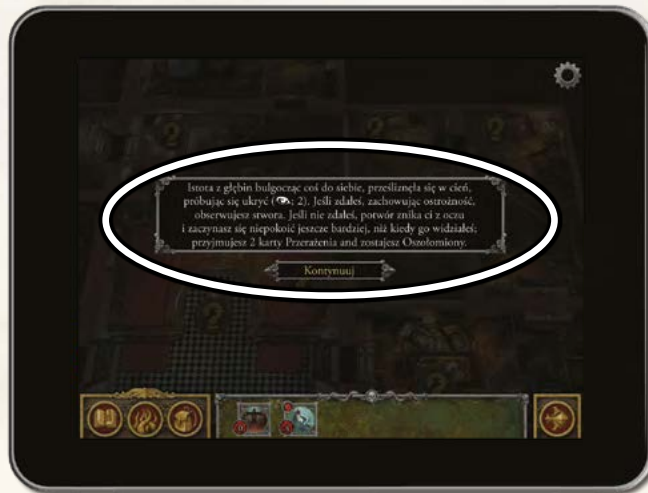 Istota z głębin bulgocząc coś do siebie, prześliznęła się w cień,
próbując się ukryć (👁; 2). Jeśli zdałeś, zachowując ostrożność,
obserwujesz stwora. Jeśli nie zdałeś, potwór znika ci z oczu
i zaczynasz się niepokoić jeszcze bardziej, niż kiedy go widziałeś;
przyjmujesz 2 karty Przerażenia and zostajesz Oszołomiony.
Kontynuuj